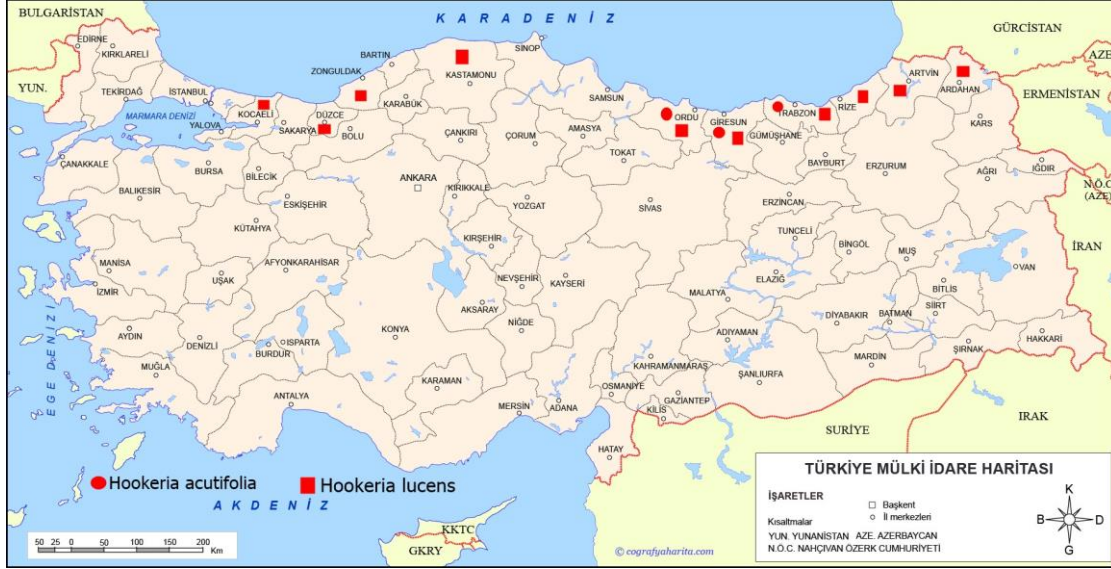 BULGARİSTAN
KARADENİZ
GÜRCİSTAN
EDİRNE
KIRKLARELİ
BARTIN
SİNOP
ARTVİN
AZE.
YUN.
TEKİRDAĞ
İSTANBUL
ZONGULDAK
KASTAMONU
ARDAHAN
ERMENİSTAN
MARMARA DENİZİ
YALOVA
KOCAELİ
SAKARYA
DÜZCE
BOLU
KARABÜK
SAMSUN
ORDU
GİRESUN
TRABZON
RİZE
KARS
ÇANKIRI
ÇORUM
AMASYA
TOKAT
GÜMÜŞHANE
BAYBURT
ERZURUM
ÇANAKKALE
BALIKESİR
BURSA
BİLECİK
ANKARA
KIRIKKALE
ESKİŞEHİR
YOZGAT
SİVAS
ERZİNCAN
AĞRI
IĞDIR
N.Ö.C.
(AZE)
KÜTAHYA
KIRŞEHİR
TUNCELİ
BİNGÖL
MUŞ
İRAN
MANİSA
UŞAK
AFYONKARAHİSAR
NEVŞEHİR
KAYSERİ
MALATYA
ELAZIĞ
VAN
BİTLİS
İZMİR
AKSARAY
NİĞDE
DİYABAKIR
BATMAN
SİİRT
EGE DENİZİ
AYDIN
DENİZLİ
ISPARTA
BURDUR
KONYA
ADIYAMAN
MARDİN
ŞIRNAK
HAKKARİ
MUĞLA
ANTALYA
KARAMAN
KAHRAMANMARAŞ
ŞANLIURFA
MERSİN
ADANA
OSMANİYE
GAZİANTEP
KİLİS
HATAY
SURİYE
IRAK
Hookeria acutifolia
Hookeria lucens
AKDENİZ
KKTC
GKRY
50 25 0 50 100 150 200
Km
© cografyaharita.com
TÜRKİYE MÜLKİ İDARE HARİTASI
İŞARETLER
Başkent
İl merkezleri
Kısaltmalar
YUN. YUNANİSTAN AZE. AZERBAYCAN
N.Ö.C. NAHÇIVAN ÖZERK CUMHURİYETİ
K
B
D
G